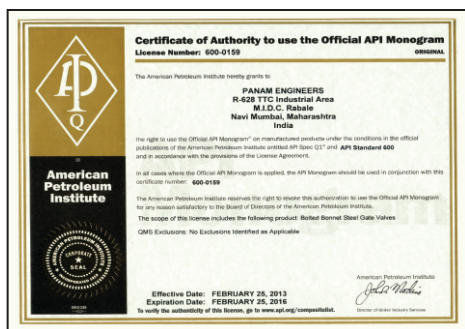 Certificate of Authority to use the Official API Monogram
License Number: 600-0159
ORIGINAL
The American Petroleum Institute hereby grants to
PANAM ENGINEERS
R-628 TTC Industrial Area
M.I.D.C. Rabale
Navi Mumbai, Maharashtra
India
the right to use the Official API Monogram® on manufactured products under the conditions in the official
publications of the American Petroleum Institute entitled API Spec Q1® and API Standard 600
and in accordance with the provisions of the License Agreement.
In all cases where the Official API Monogram is applied, the API Monogram should be used in conjunction with this
certificate number: 600-0159
The American Petroleum Institute reserves the right to revoke this authorization to use the Official API Monogram
for any reason satisfactory to the Board of Directors of the American Petroleum Institute.
The scope of this license includes the following product: Bolted Bonnet Steel Gate Valves
QMS Exclusions: No Exclusions Identified as Applicable
American Petroleum Institute
Effective Date: FEBRUARY 25, 2013
Expiration Date: FEBRUARY 25, 2016
To verify the authenticity of this license, go to www.api.org/compositelist.
Director of Global Industry Services
API
Q
American
Petroleum
Institute
AMERICAN PETROLEUM INSTITUTE
CORPORATE
SEAL